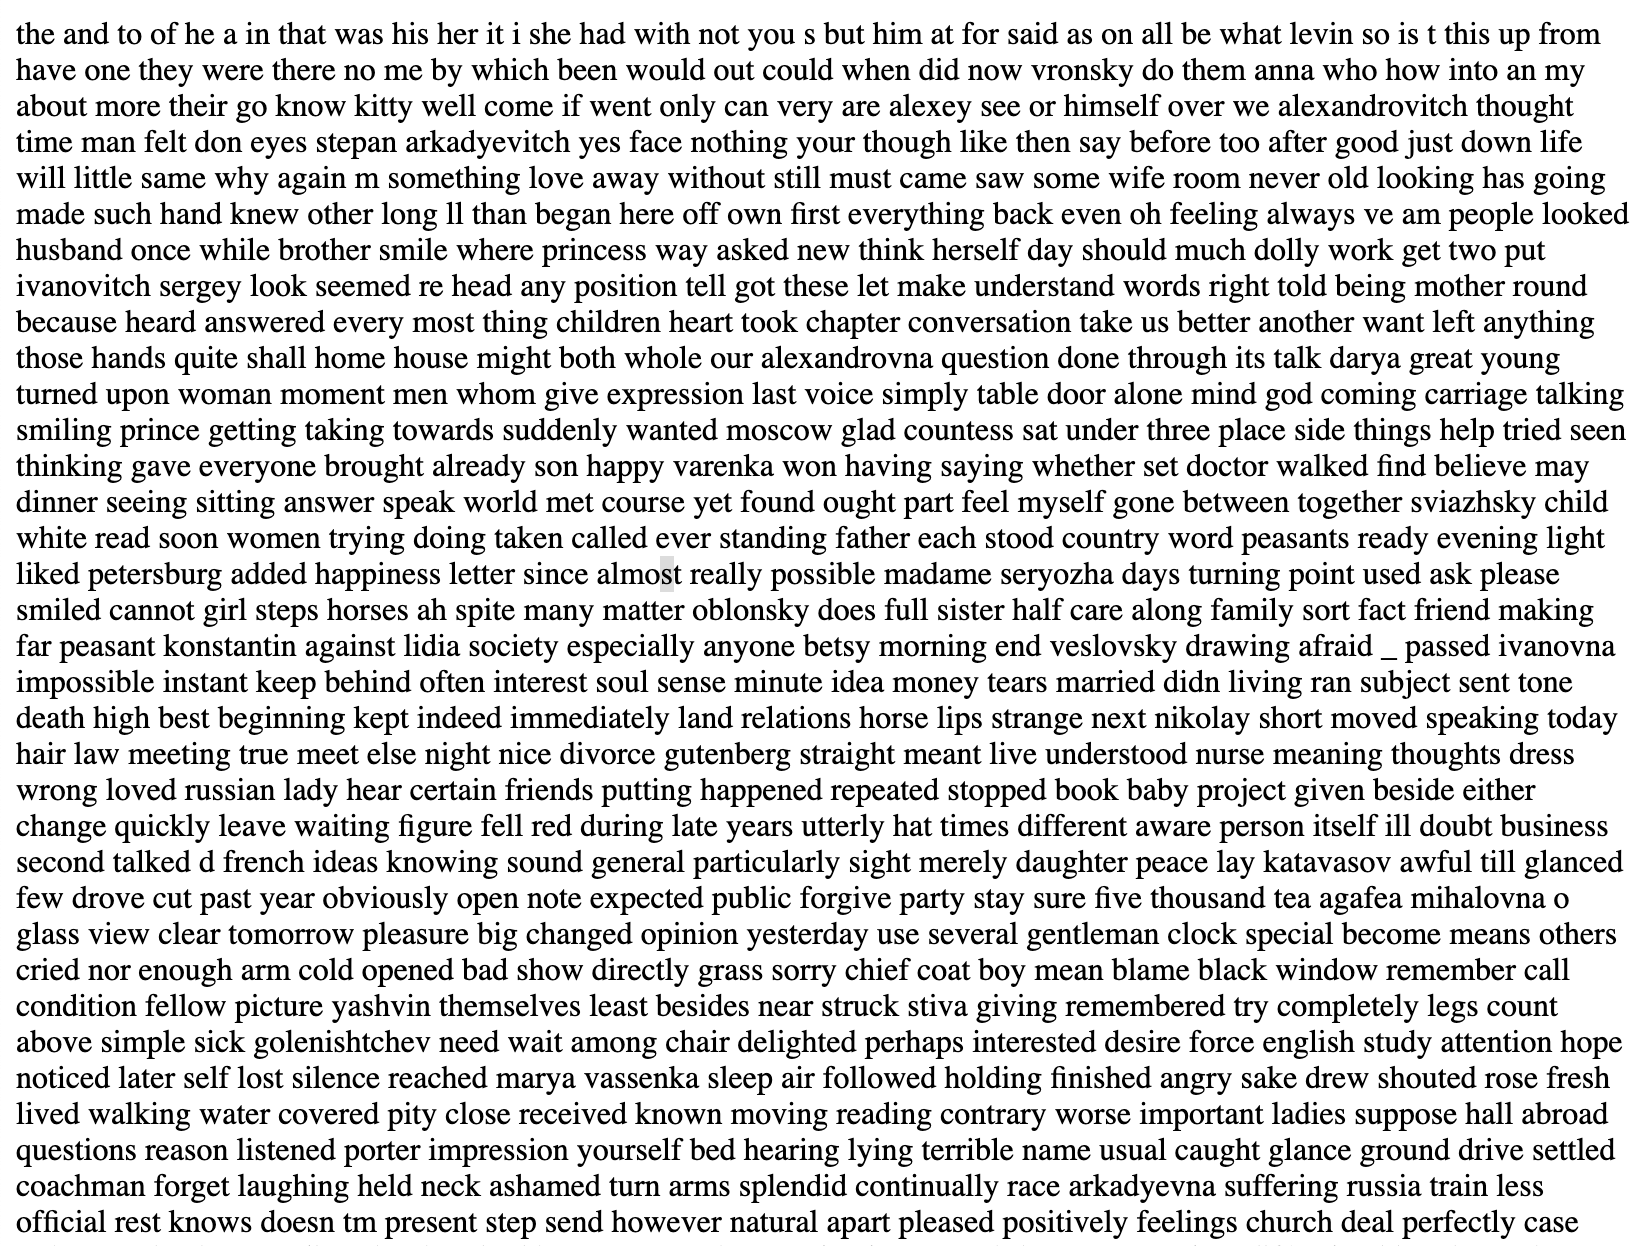 the and to of he a in that was his her it i she had with not you s but him at for said as on all be what levin so is t this up from
have one they were there no me by which been would out could when did now vronsky do them anna who how into an my
about more their go know kitty well come if went only can very are alexey see or himself over we alexandrovitch thought
time man felt don eyes stepan arkadyevitch yes face nothing your though like then say before too after good just down life
will little same why again m something love away without still must came saw some wife room never old looking has going
made such hand knew other long ll than began here off own first everything back even oh feeling always ve am people looked
husband once while brother smile where princess way asked new think herself day should much dolly work get two put
ivanovitch sergey look seemed re head any position tell got these let make understand words right told being mother round
because heard answered every most thing children heart took chapter conversation take us better another want left anything
those hands quite shall home house might both whole our alexandrovna question done through its talk darya great young
turned upon woman moment men whom give expression last voice simply table door alone mind god coming carriage talking
smiling prince getting taking towards suddenly wanted moscow glad countess sat under three place side things help tried seen
thinking gave everyone brought already son happy varenka won having saying whether set doctor walked find believe may
dinner seeing sitting answer speak world met course yet found ought part feel myself gone between together sviazhsky child
white read soon women trying doing taken called ever standing father each stood country word peasants ready evening light
liked petersburg added happiness letter since almost really possible madame seryozha days turning point used ask please
smiled cannot girl steps horses ah spite many matter oblonsky does full sister half care along family sort fact friend making
far peasant konstantin against lidia society especially anyone betsy morning end veslovsky drawing afraid _ passed ivanovna
impossible instant keep behind often interest soul sense minute idea money tears married didn living ran subject sent tone
death high best beginning kept indeed immediately land relations horse lips strange next nikolay short moved speaking today
hair law meeting true meet else night nice divorce gutenberg straight meant live understood nurse meaning thoughts dress
wrong loved russian lady hear certain friends putting happened repeated stopped book baby project given beside either
change quickly leave waiting figure fell red during late years utterly hat times different aware person itself ill doubt business
second talked d french ideas knowing sound general particularly sight merely daughter peace lay katavasov awful till glanced
few drove cut past year obviously open note expected public forgive party stay sure five thousand tea agafea mihalovna o
glass view clear tomorrow pleasure big changed opinion yesterday use several gentleman clock special become means others
cried nor enough arm cold opened bad show directly grass sorry chief coat boy mean blame black window remember call
condition fellow picture yashvin themselves least besides near struck stiva giving remembered try completely legs count
above simple sick golenishtchev need wait among chair delighted perhaps interested desire force english study attention hope
noticed later self lost silence reached marya vassenka sleep air followed holding finished angry sake drew shouted rose fresh
lived walking water covered pity close received known moving reading contrary worse important ladies suppose hall abroad
questions reason listened porter impression yourself bed hearing lying terrible name usual caught glance ground drive settled
coachman forget laughing held neck ashamed turn arms splendid continually race arkadyevna suffering russia train less
official rest knows doesn tm present step send however natural apart pleased positively feelings church deal perfectly case